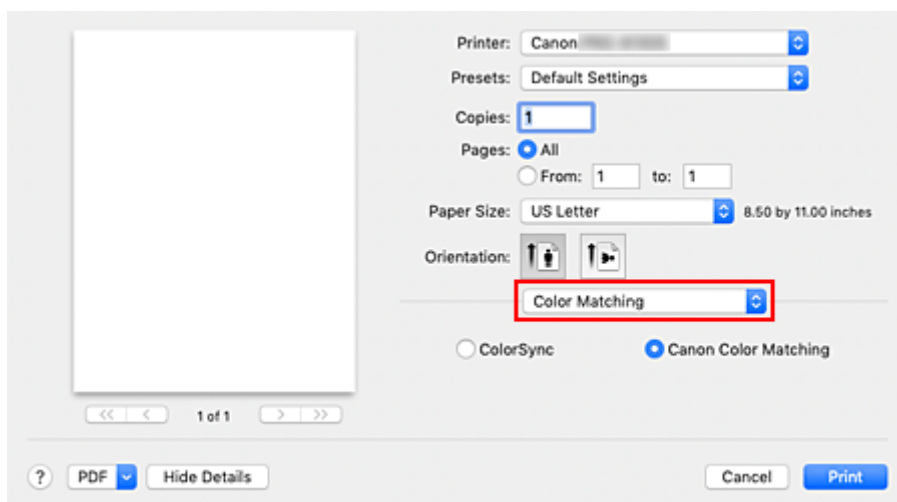 Printer: Canon
Presets: Default Settings
Copies: 1
Pages: All
From: 1 to: 1
Paper Size: US Letter 8.50 by 11.00 inches
Orientation:
Color Matching
ColorSync Canon Color Matching
<< < 1 of 1 > >>
? PDF Hide Details Cancel Print